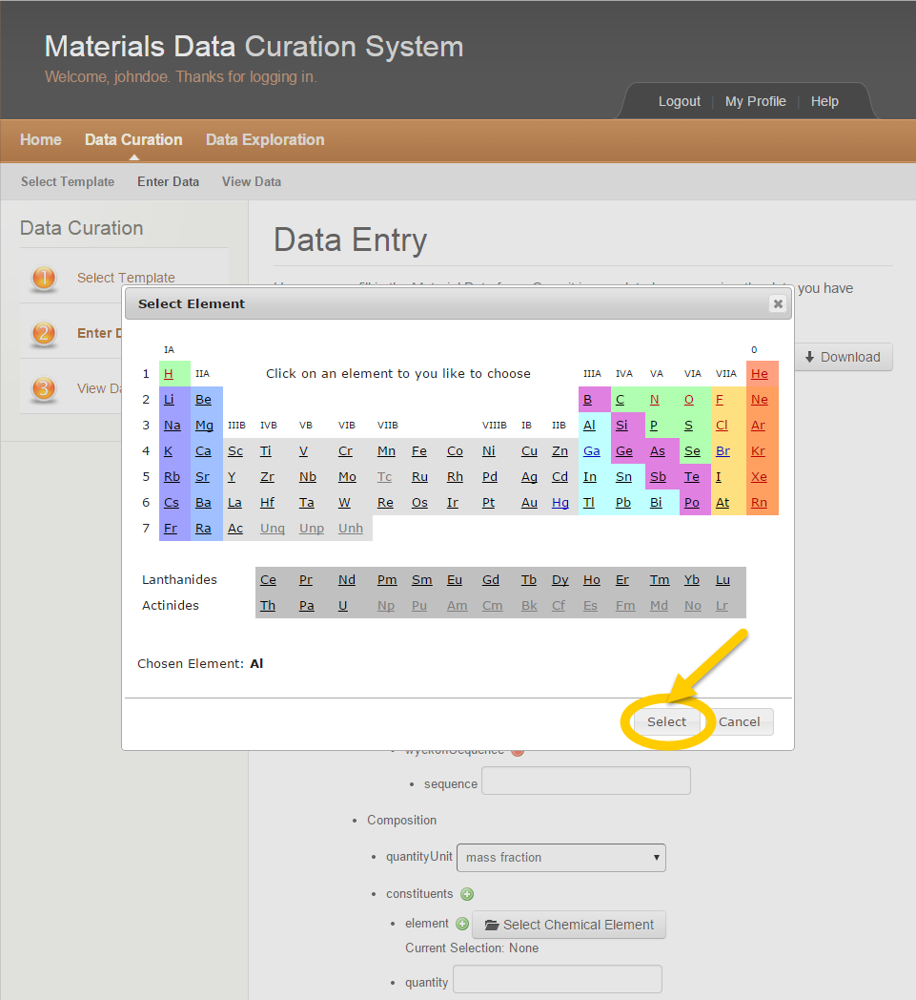 Materials Data Curation System
Welcome, johndoe. Thanks for logging in.
Logout | My Profile | Help
Home Data Curation Data Exploration
Select Template Enter Data View Data
Data Curation
1 Select Template
2 Enter
3 View
Data Entry
you have
Download
Select Element
IA 0
1 H IIA Click on an element to you like to choose IIIA IVA VA VIA VIIA He
2 Li Be B C N O F Ne
3 Na Mg IIIB IVB VB VIB VIIB VIIIB IB IIB Al Si P S Cl Ar
4 K Ca Sc Ti V Cr Mn Fe Co Ni Cu Zn Ga Ge As Se Br Kr
5 Rb Sr Y Zr Nb Mo Tc Ru Rh Pd Ag Cd In Sn Sb Te I Xe
6 Cs Ba La Hf Ta W Re Os Ir Pt Au Hg Tl Pb Bi Po At Rn
7 Fr Ra Ac Unq Unp Unh
Lanthanides Ce Pr Nd Pm Sm Eu Gd Tb Dy Ho Er Tm Yb Lu
Actinides Th Pa U Np Pu Am Cm Bk Cf Es Fm Md No Lr
Chosen Element: Al
Select Cancel
wyckoffSequence
sequence
Composition
quantityUnit mass fraction
constituents
element Select Chemical Element
Current Selection: None
quantity